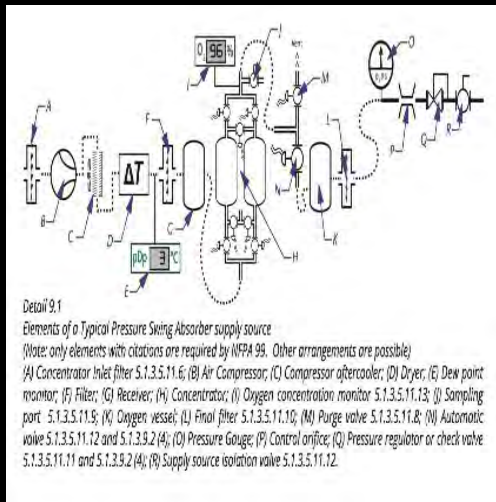 O₂ 96 %
J
Vent
O
I
M
A
F
L
P
Q
R
ΔT
B
N
C
G
K
D
H
pDp 3 °C
E
Detail 9.1
Elements of a Typical Pressure Swing Absorber supply source
(Note: only elements with citations are required by NFPA 99. Other arrangements are possible)
(A) Concentrator Inlet filter 5.1.3.5.11.6; (B) Air Compressor; (C) Compressor aftercooler; (D) Dryer; (E) Dew point
monitor; (F) Filter; (G) Receiver; (H) Concentrator; (I) Oxygen concentration monitor 5.1.3.5.11.13; (J) Sampling
port 5.1.3.5.11.9; (K) Oxygen vessel; (L) Final filter 5.1.3.5.11.10; (M) Purge valve 5.1.3.5.11.8; (N) Automatic
valve 5.1.3.5.11.12 and 5.1.3.9.2 (4); (O) Pressure Gauge; (P) Control orifice; (Q) Pressure regulator or check valve
5.1.3.5.11.11 and 5.1.3.9.2 (4); (R) Supply source isolation valve 5.1.3.5.11.12.